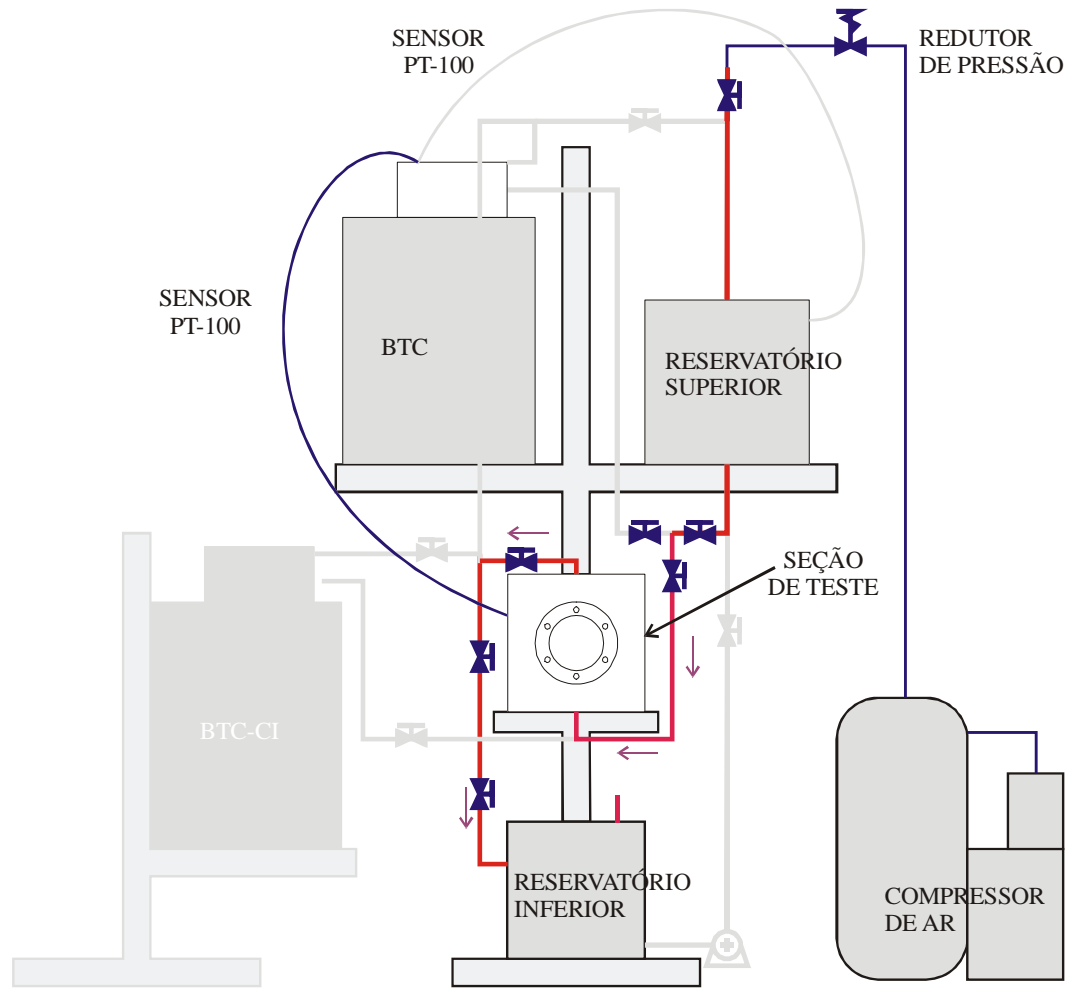 SENSOR
PT-100
REDUTOR
DE PRESSÃO
SENSOR
PT-100
BTC
RESERVATÓRIO
SUPERIOR
SEÇÃO
DE TESTE
BTC-CI
RESERVATÓRIO
INFERIOR
COMPRESSOR
DE AR